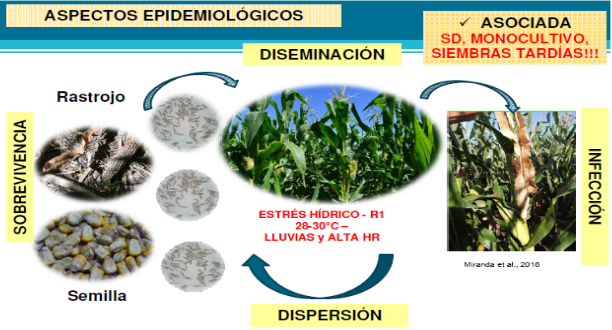 ASPECTOS EPIDEMIOLÓGICOS
✓ ASOCIADA
SD, MONOCULTIVO,
SIEMBRAS TARDÍAS!!!
DISEMINACIÓN
Rastrojo
SOBREVIVENCIA
INFECCIÓN
ESTRÉS HÍDRICO - R1
28-30°C –
LLUVIAS y ALTA HR
Miranda et al., 2016
Semilla
DISPERSIÓN